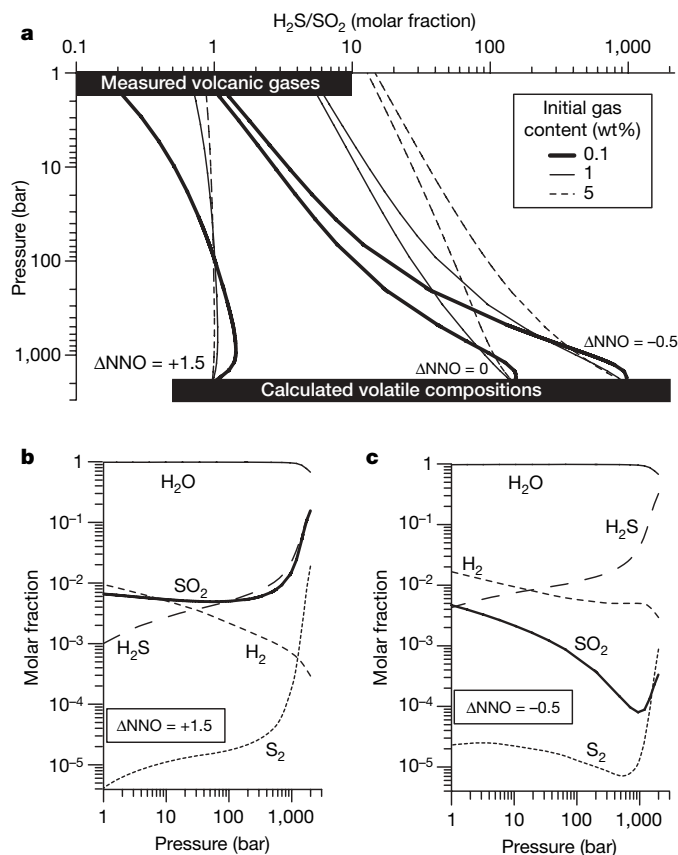 a
H₂S/SO₂ (molar fraction)
0.1 1 10 100 1,000
1
Measured volcanic gases
Initial gas
content (wt%)
0.1
1
5
10
Pressure (bar)
100
1,000
ΔNNO = +1.5
ΔNNO = 0
ΔNNO = –0.5
Calculated volatile compositions
b
1
H₂O
10⁻¹
10⁻²
SO₂
Molar fraction
10⁻³
H₂S
H₂
10⁻⁴
ΔNNO = +1.5
S₂
10⁻⁵
1 10 100 1,000
Pressure (bar)
c
1
H₂O
10⁻¹
H₂S
H₂
10⁻²
Molar fraction
10⁻³
SO₂
10⁻⁴
ΔNNO = –0.5
S₂
10⁻⁵
1 10 100 1,000
Pressure (bar)